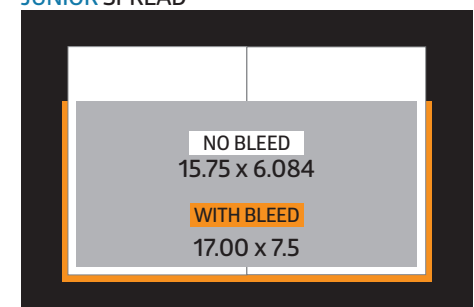 JUNIOR SPREAD
NO BLEED
15.75 x 6.084
WITH BLEED
17.00 x 7.5